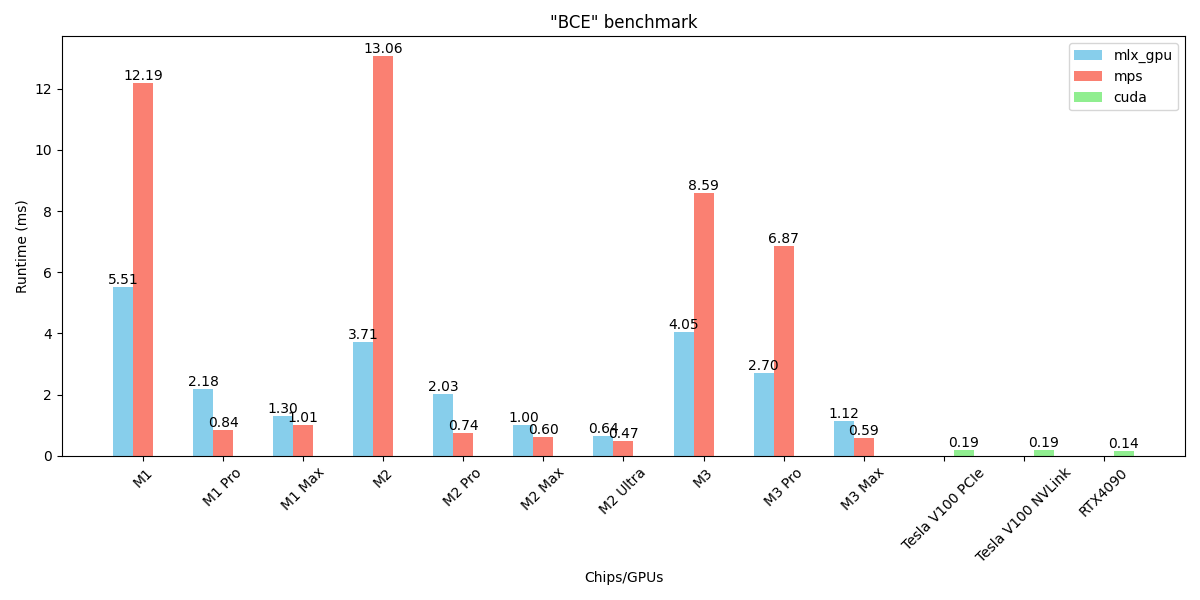 "BCE" benchmark
mlx_gpu
mps
cuda
Runtime (ms)
12
10
8
6
4
2
0
5.51
12.19
2.18
0.84
1.30
1.01
3.71
13.06
2.03
0.74
1.00
0.60
0.64
0.47
4.05
8.59
2.70
6.87
1.12
0.59
0.19
0.19
0.14
M1
M1 Pro
M1 Max
M2
M2 Pro
M2 Max
M2 Ultra
M3
M3 Pro
M3 Max
Tesla V100 PCIe
Tesla V100 NVLink
RTX4090
Chips/GPUs